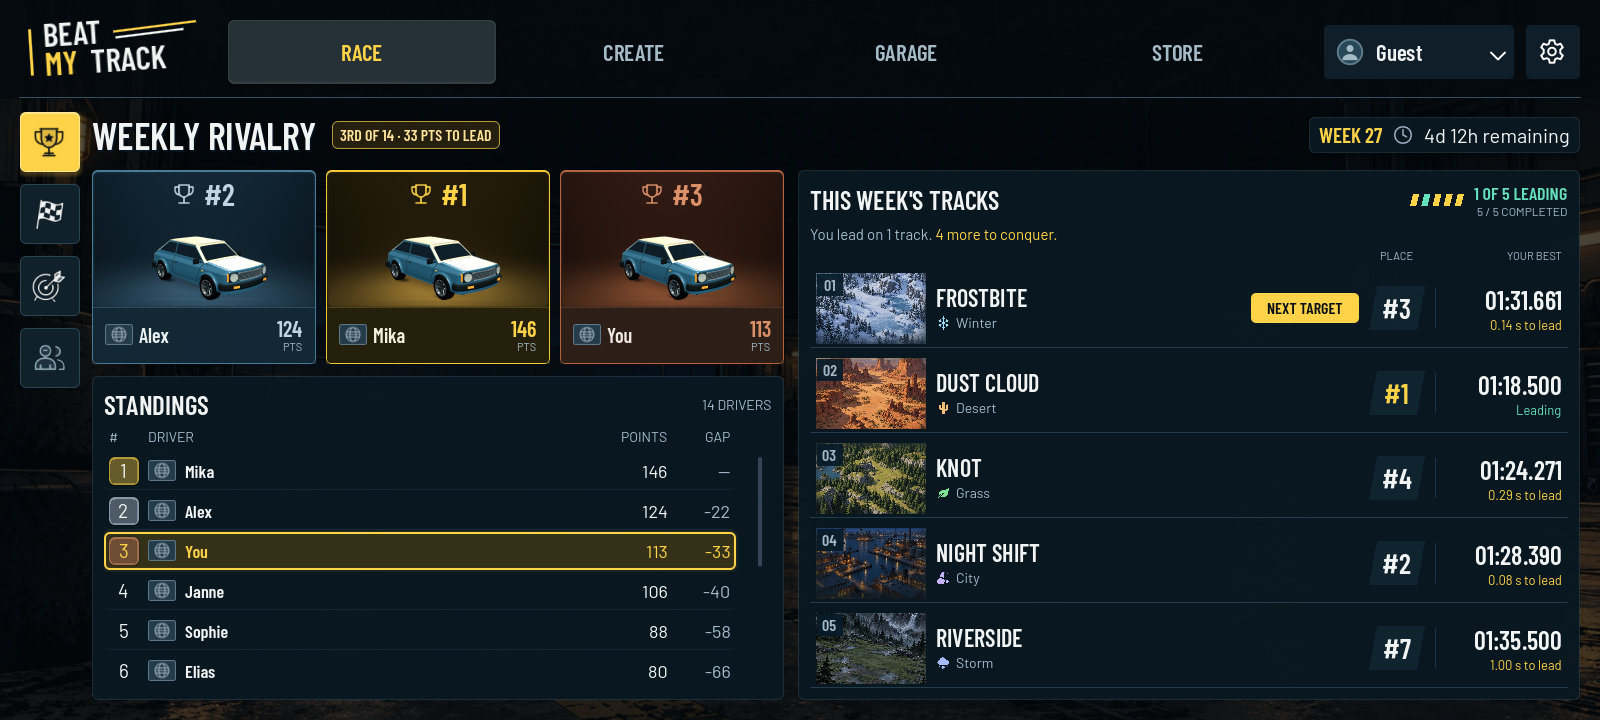 BEAT
MY TRACK
RACE
CREATE
GARAGE
STORE
Guest
WEEKLY RIVALRY
3RD OF 14 · 33 PTS TO LEAD
WEEK 27
4d 12h remaining
#2
Alex
124
PTS
#1
Mika
146
PTS
#3
You
113
PTS
STANDINGS
14 DRIVERS
# DRIVER POINTS GAP
1 Mika 146 —
2 Alex 124 -22
3 You 113 -33
4 Janne 106 -40
5 Sophie 88 -58
6 Elias 80 -66
THIS WEEK'S TRACKS
1 OF 5 LEADING
5 / 5 COMPLETED
You lead on 1 track. 4 more to conquer.
PLACE YOUR BEST
01
FROSTBITE
Winter
NEXT TARGET
#3
01:31.661
0.14 s to lead
02
DUST CLOUD
Desert
#1
01:18.500
Leading
03
KNOT
Grass
#4
01:24.271
0.29 s to lead
04
NIGHT SHIFT
City
#2
01:28.390
0.08 s to lead
05
RIVERSIDE
Storm
#7
01:35.500
1.00 s to lead